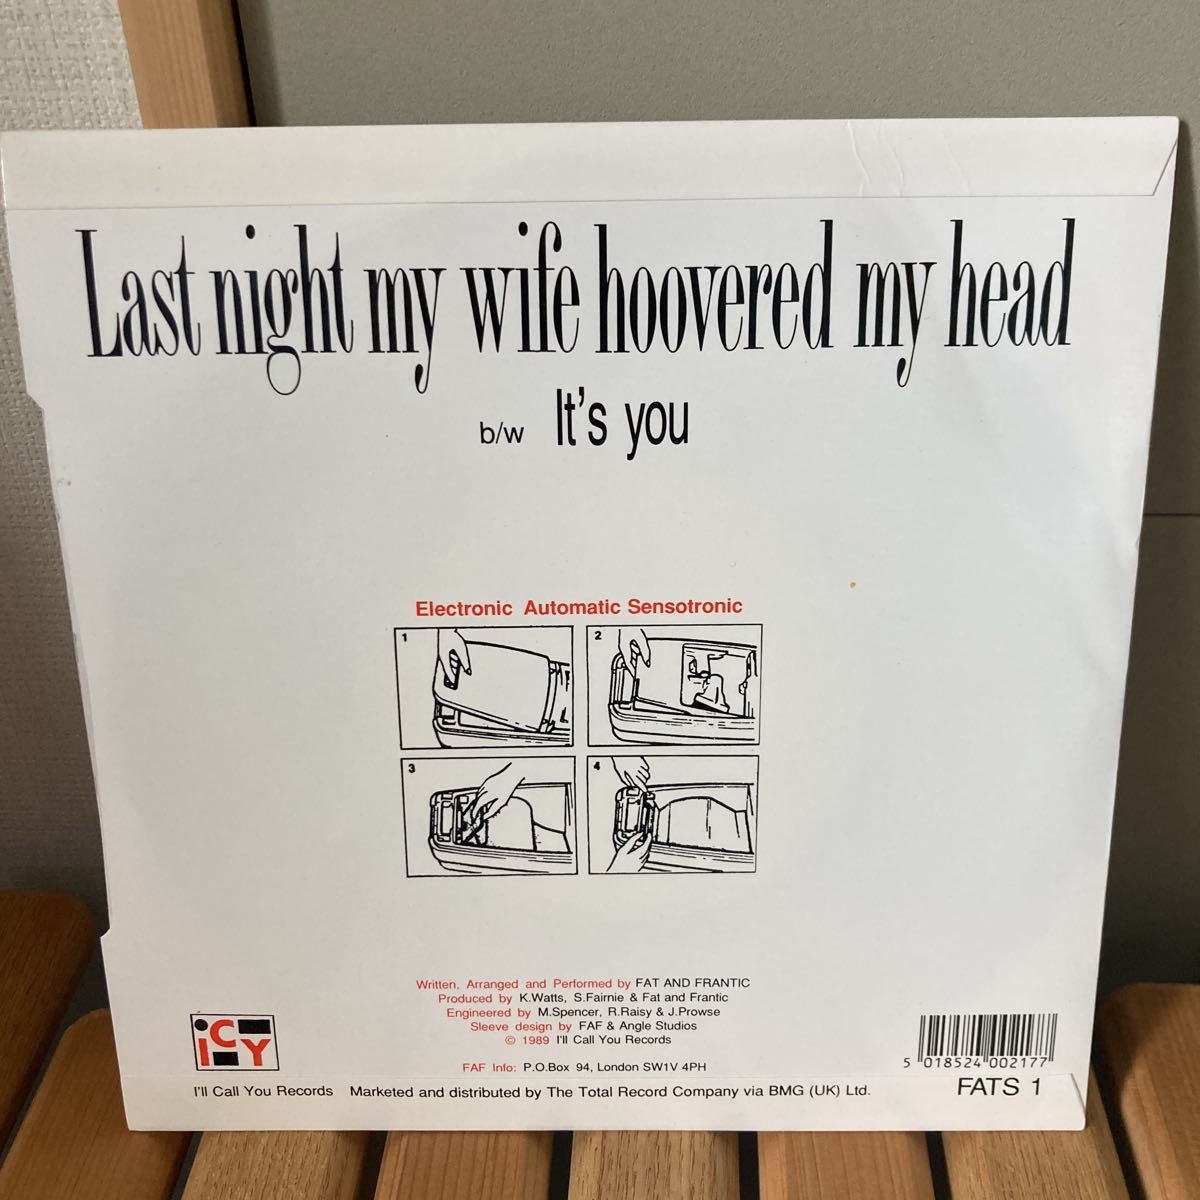 Last night my wife hoovered my head
b/w It's you
Electronic Automatic Sensotronic
1
2
3
4
Written, Arranged and Performed by FAT AND FRANTIC
Produced by K.Watts, S.Fairnie & Fat and Frantic
Engineered by M.Spencer, R.Raisy & J.Prowse
Sleeve design by FAF & Angle Studios
© 1989 I'll Call You Records
FAF Info: P.O.Box 94, London SW1V 4PH
ICY
5 018524 002177
I'll Call You Records Marketed and distributed by The Total Record Company via BMG (UK) Ltd.
FATS 1